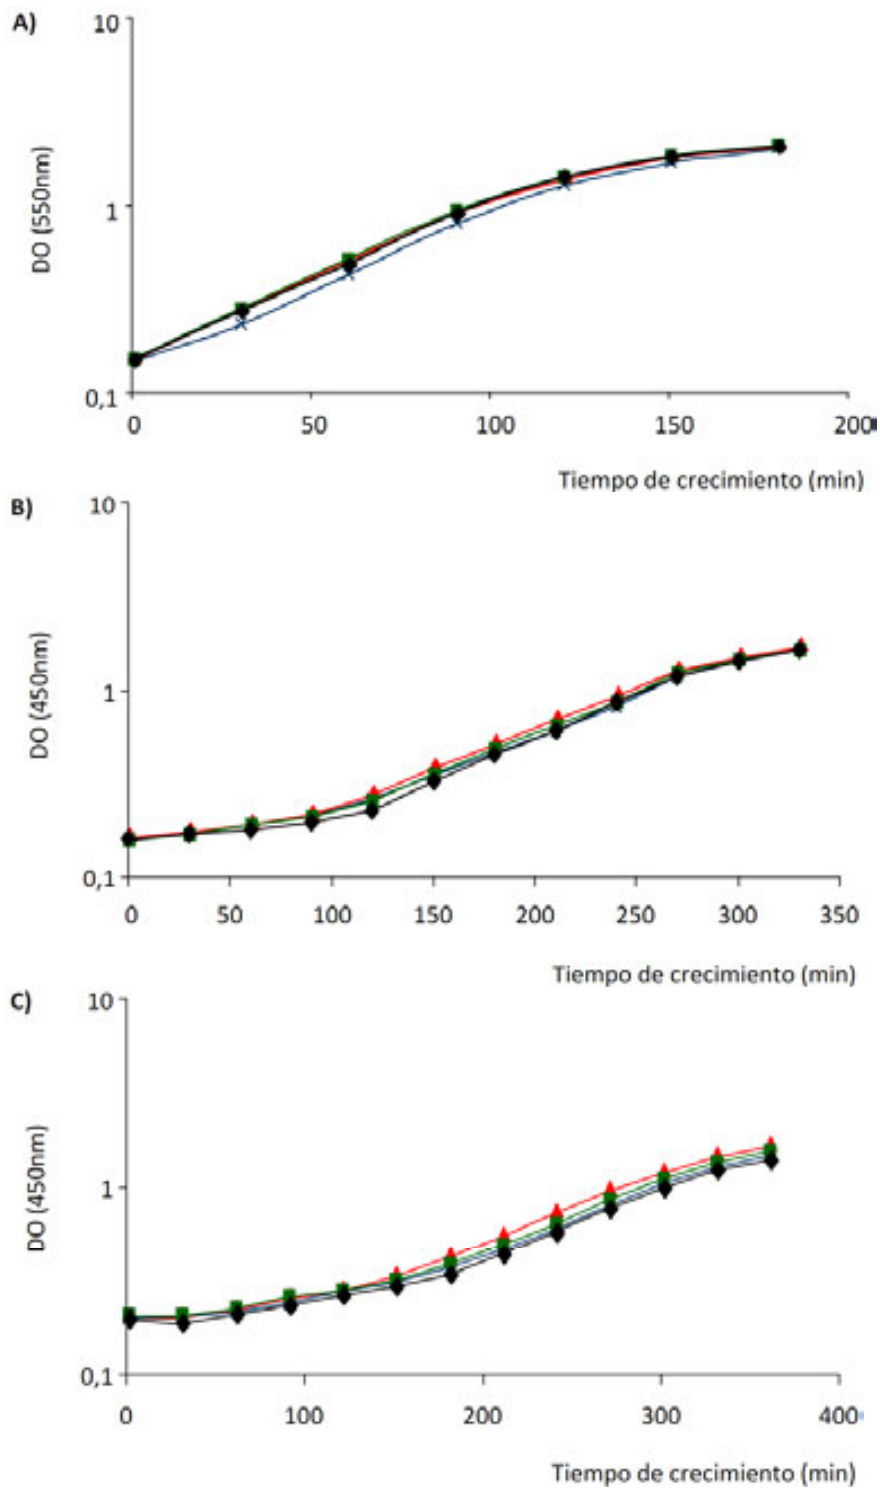 A)
10
1
0,1
DO (550nm)
0 50 100 150 200
Tiempo de crecimiento (min)
B)
10
1
0,1
DO (450nm)
0 50 100 150 200 250 300 350
Tiempo de crecimiento (min)
C)
10
1
0,1
DO (450nm)
0 100 200 300 400
Tiempo de crecimiento (min)